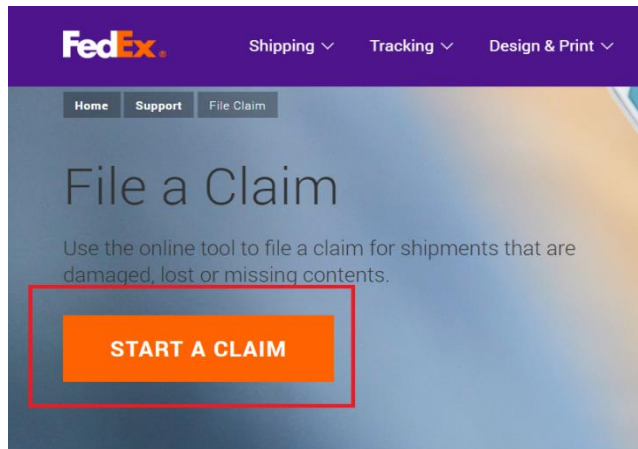 FedEx.
Shipping Tracking Design & Print
Home Support File Claim
File a Claim
Use the online tool to file a claim for shipments that are
damaged, lost or missing contents.
START A CLAIM